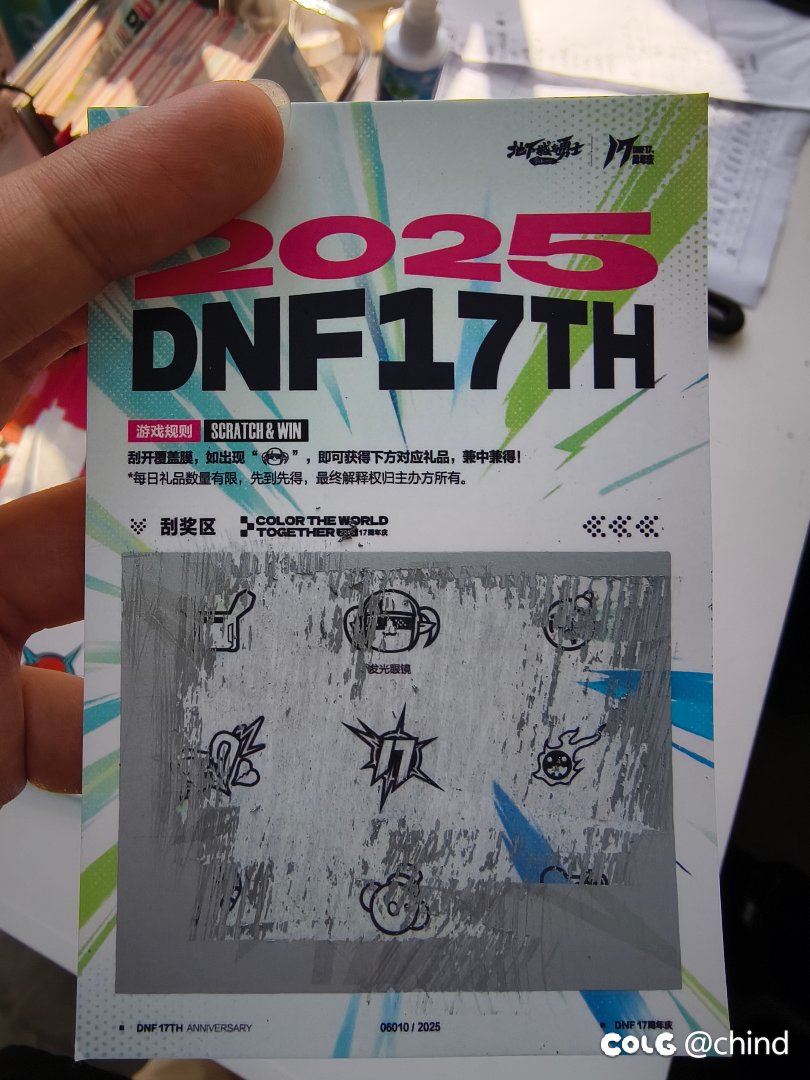 地下城与勇士 17 DNF 17TH 周年庆
2025
DNF17TH
游戏规则 SCRATCH & WIN
刮开覆盖膜，如出现“ ”，即可获得下方对应礼品，兼中兼得！
*每日礼品数量有限，先到先得，最终解释权归主办方所有。
刮奖区 COLOR THE WORLD
TOGETHER 17周年庆
发光眼镜
17
DNF 17TH ANNIVERSARY 06010 / 2025 DNF 17周年庆
COLG @chind